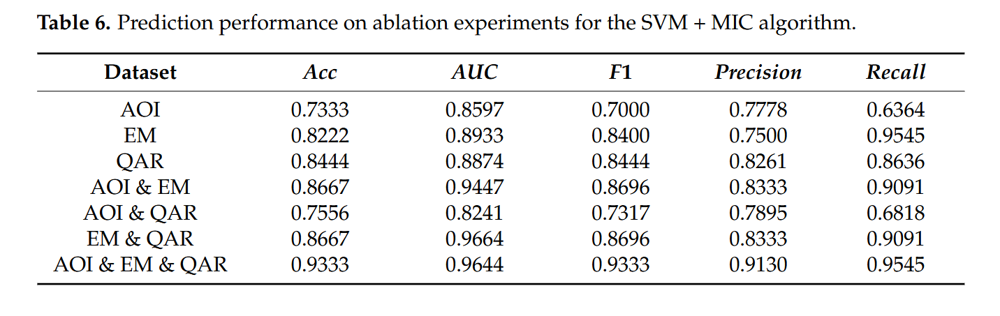 Table 6. Prediction performance on ablation experiments for the SVM + MIC algorithm.
Dataset Acc AUC F1 Precision Recall
AOI 0.7333 0.8597 0.7000 0.7778 0.6364
EM 0.8222 0.8933 0.8400 0.7500 0.9545
QAR 0.8444 0.8874 0.8444 0.8261 0.8636
AOI & EM 0.8667 0.9447 0.8696 0.8333 0.9091
AOI & QAR 0.7556 0.8241 0.7317 0.7895 0.6818
EM & QAR 0.8667 0.9664 0.8696 0.8333 0.9091
AOI & EM & QAR 0.9333 0.9644 0.9333 0.9130 0.9545